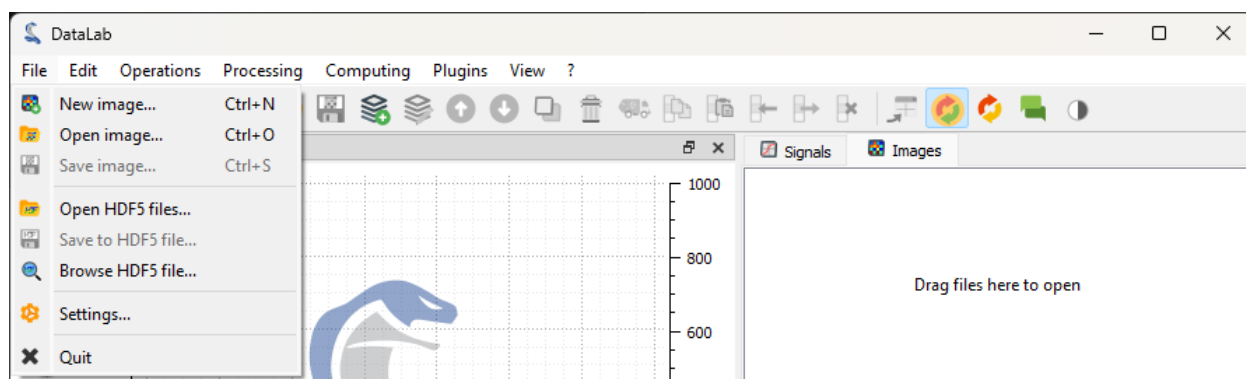 DataLab
File Edit Operations Processing Computing Plugins View ?
New image... Ctrl+N
Open image... Ctrl+O
Save image... Ctrl+S
Open HDF5 files...
Save to HDF5 file...
Browse HDF5 file...
Settings...
Quit
1000
800
600
Signals Images
Drag files here to open